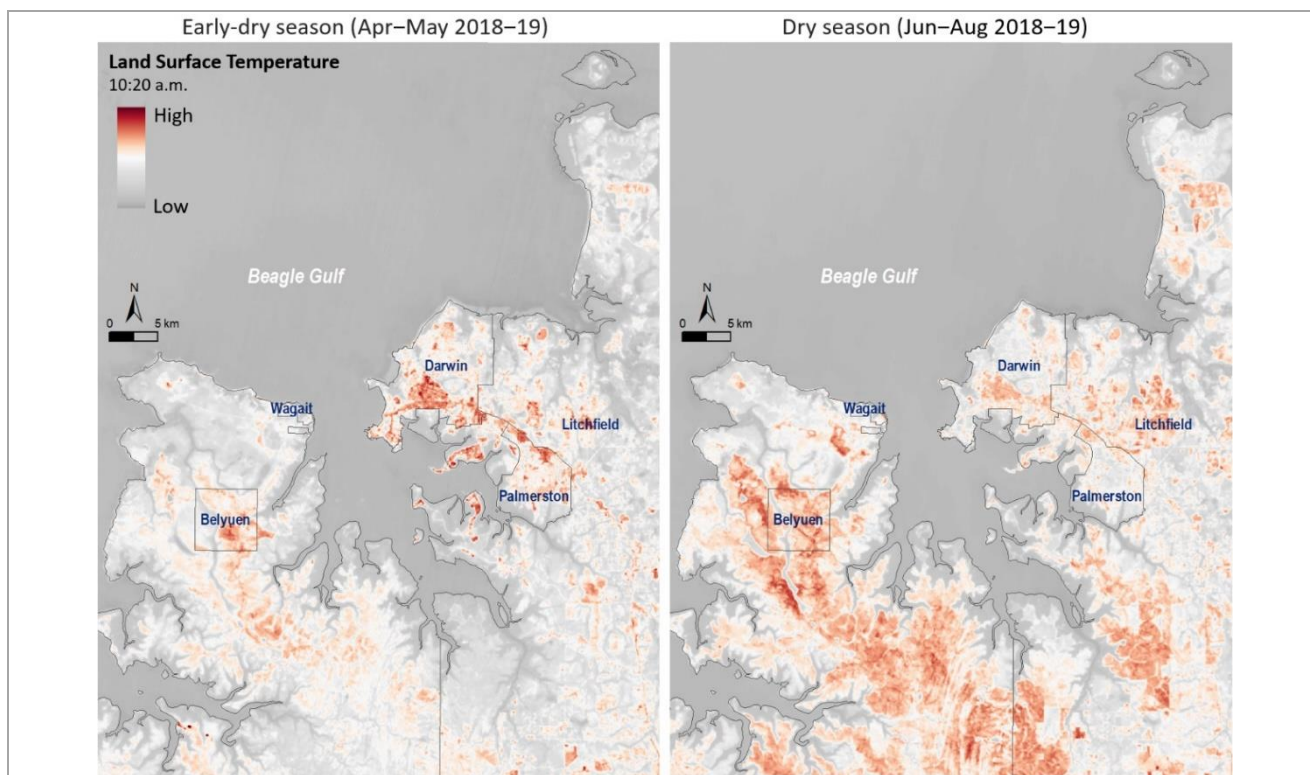 Early-dry season (Apr–May 2018–19)
Dry season (Jun–Aug 2018–19)
Land Surface Temperature
10:20 a.m.
High
Low
Beagle Gulf
N
0 5 km
Darwin
Wagait
Litchfield
Palmerston
Belyuen
Beagle Gulf
N
0 5 km
Darwin
Wagait
Litchfield
Palmerston
Belyuen